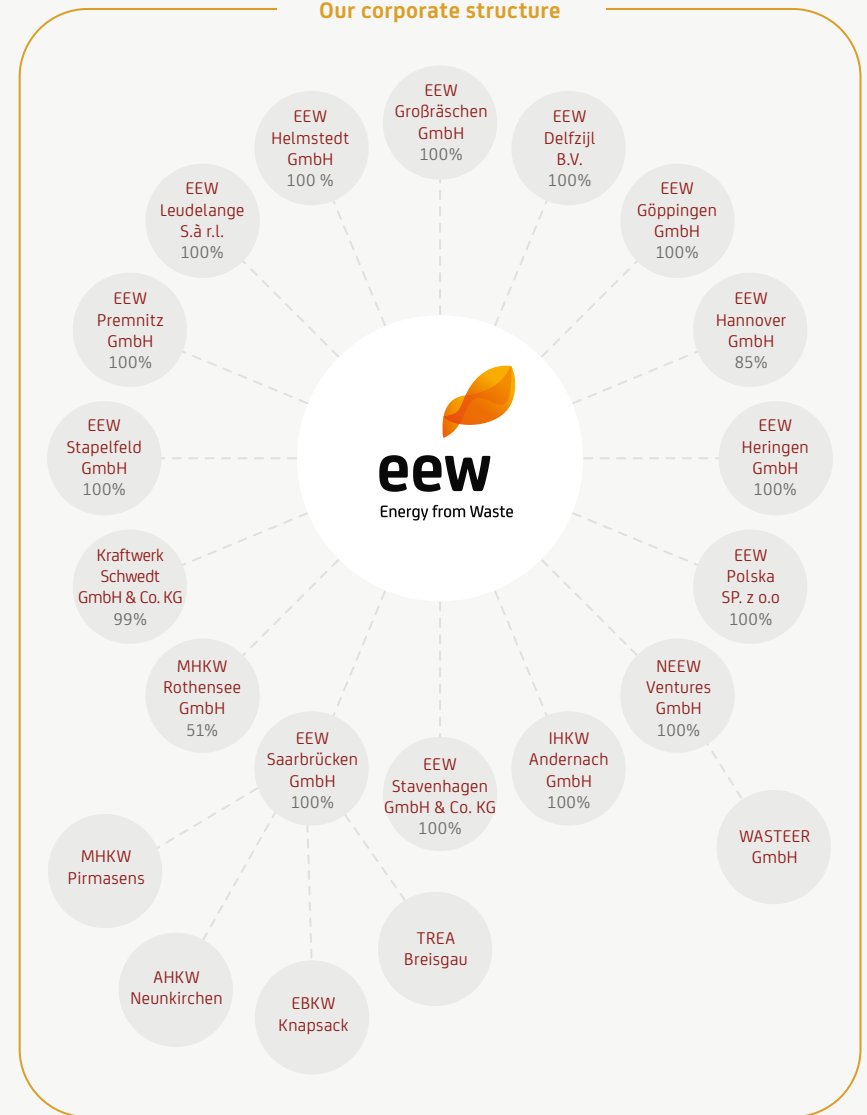 Our corporate structure
EEW
Großräschen
GmbH
100%
EEW
Helmstedt
GmbH
100 %
EEW
Delfzijl
B.V.
100%
EEW
Leudelange
S.à r.l.
100%
EEW
Göppingen
GmbH
100%
EEW
Premnitz
GmbH
100%
EEW
Hannover
GmbH
85%
eew
Energy from Waste
EEW
Stapelfeld
GmbH
100%
EEW
Heringen
GmbH
100%
Kraftwerk
Schwedt
GmbH & Co. KG
99%
EEW
Polska
SP. z o.o
100%
MHKW
Rothensee
GmbH
51%
NEEW
Ventures
GmbH
100%
EEW
Saarbrücken
GmbH
100%
EEW
Stavenhagen
GmbH & Co. KG
100%
IHKW
Andernach
GmbH
100%
WASTEER
GmbH
MHKW
Pirmasens
TREA
Breisgau
AHKW
Neunkirchen
EBKW
Knapsack